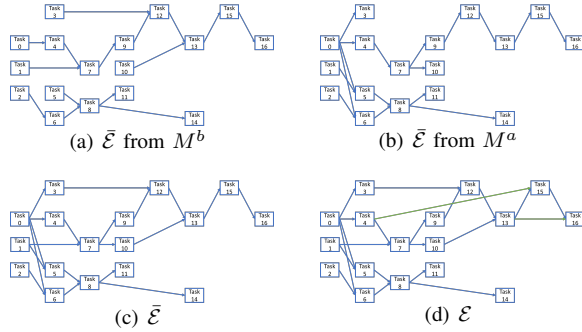 Task 3
Task 12
Task 15
Task 0
Task 4
Task 9
Task 13
Task 16
Task 1
Task 7
Task 10
Task 2
Task 5
Task 8
Task 11
Task 6
Task 14
(a) Ē from M^b
Task 3
Task 12
Task 15
Task 0
Task 4
Task 9
Task 13
Task 16
Task 1
Task 7
Task 10
Task 2
Task 5
Task 8
Task 11
Task 6
Task 14
(b) Ē from M^a
Task 3
Task 12
Task 15
Task 0
Task 4
Task 9
Task 13
Task 16
Task 1
Task 7
Task 10
Task 2
Task 5
Task 8
Task 11
Task 6
Task 14
(c) Ē
Task 3
Task 12
Task 15
Task 0
Task 4
Task 9
Task 13
Task 16
Task 1
Task 7
Task 10
Task 2
Task 5
Task 8
Task 11
Task 6
Task 14
(d) ℰ